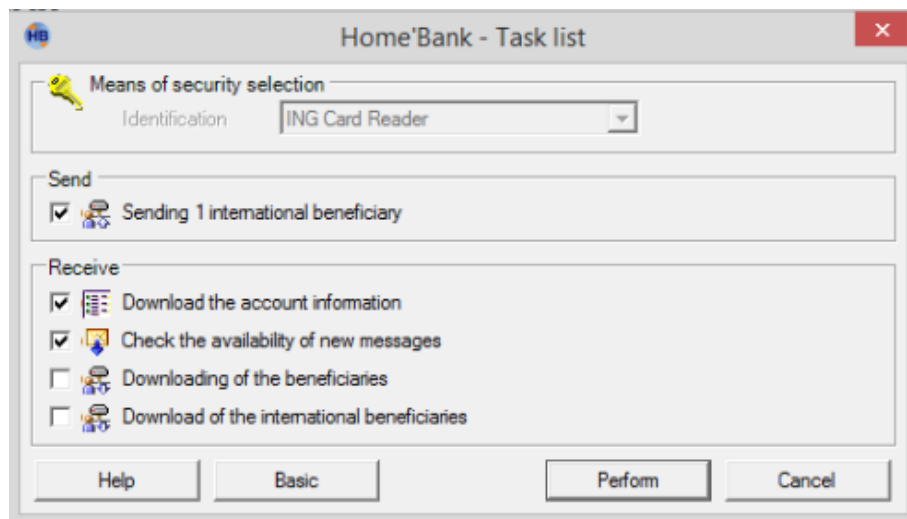 HB
Home'Bank - Task list
Means of security selection
Identification ING Card Reader
Send
Sending 1 international beneficiary
Receive
Download the account information
Check the availability of new messages
Downloading of the beneficiaries
Download of the international beneficiaries
Help Basic Perform Cancel